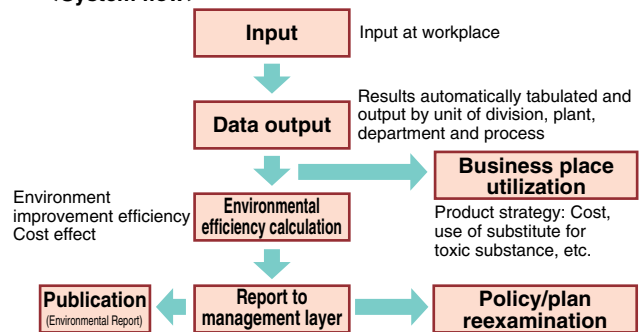 <System flow>
Input
Input at workplace
Results automatically tabulated and
output by unit of division, plant,
department and process
Data output
Business place
utilization
Environment
improvement efficiency
Cost effect
Environmental
efficiency calculation
Product strategy: Cost,
use of substitute for
toxic substance, etc.
Publication
(Environmental Report)
Report to
management layer
Policy/plan
reexamination